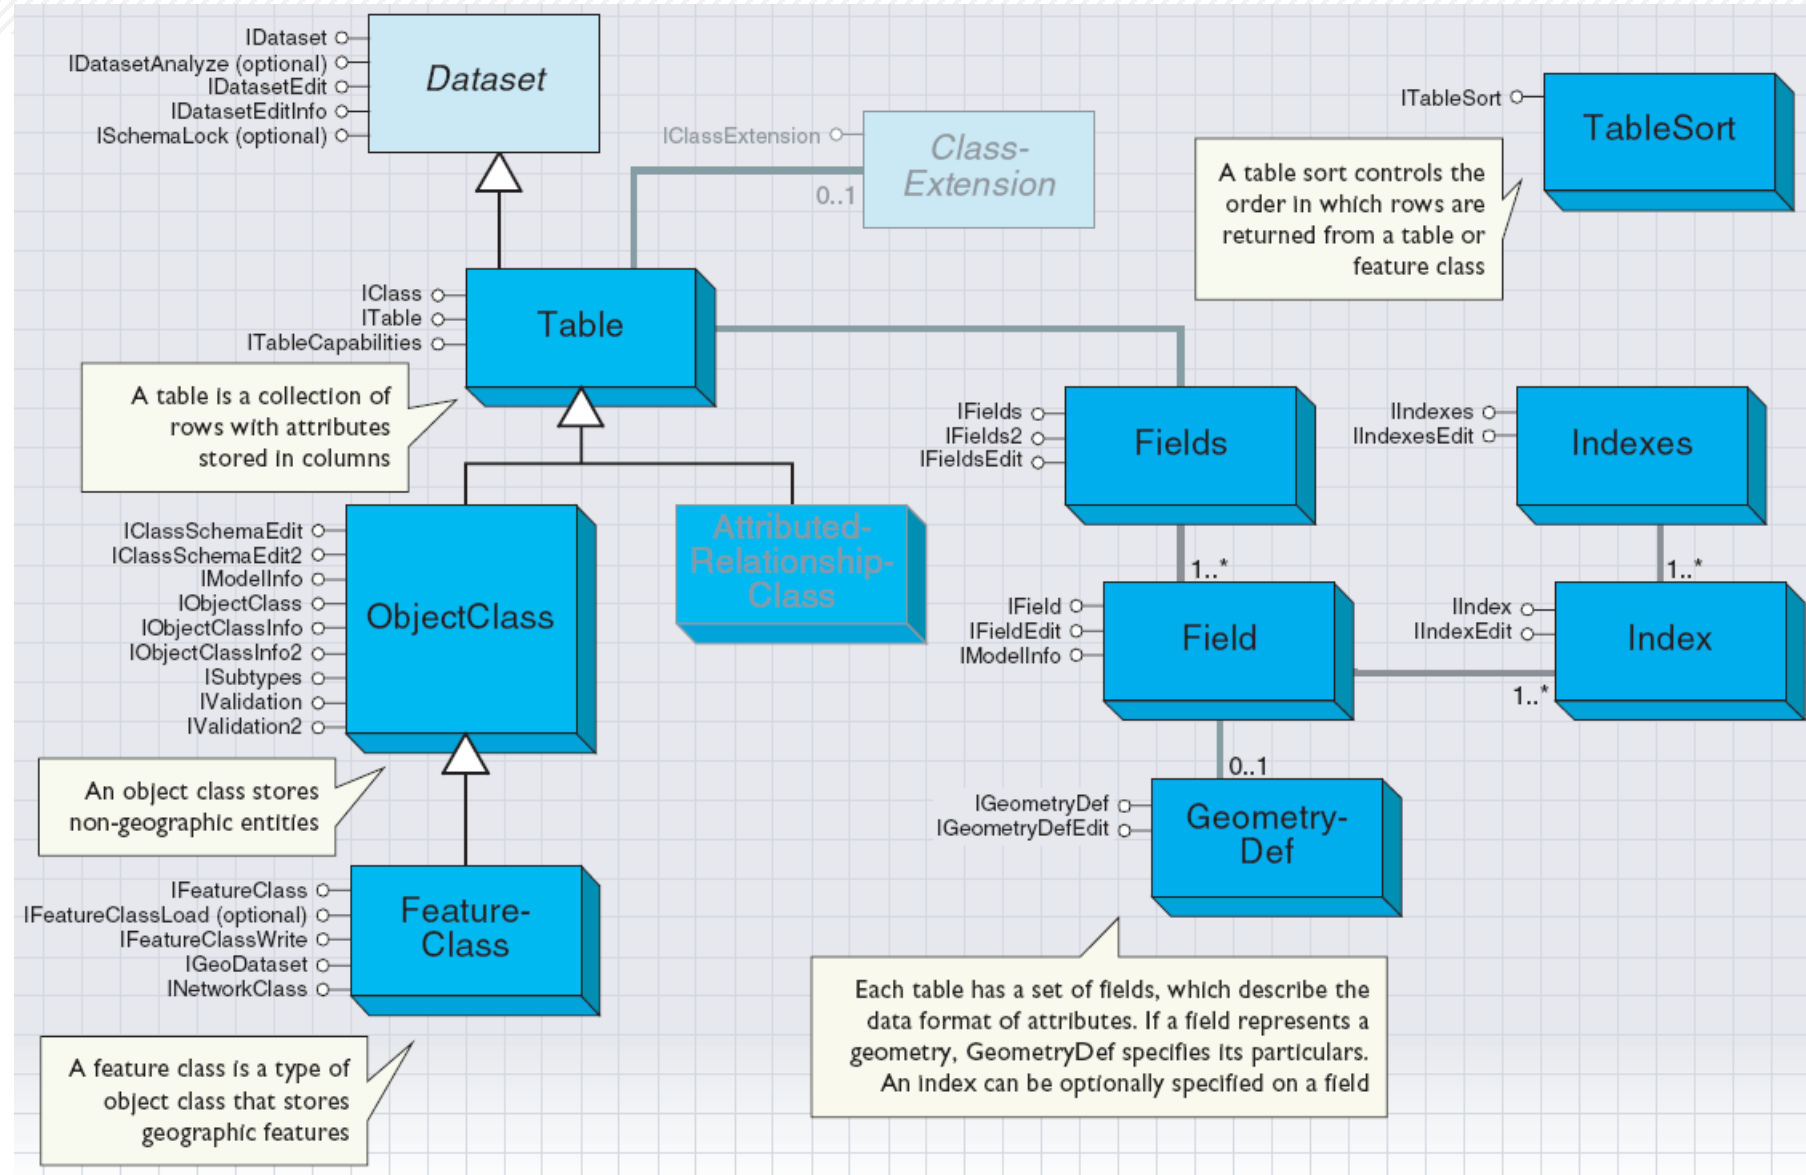 IDataset
IDatasetAnalyze (optional)
IDatasetEdit
IDatasetEditInfo
ISchemaLock (optional)
Dataset
IClassExtension
0..1
Class-
Extension
ITableSort
TableSort
A table sort controls the
order in which rows are
returned from a table or
feature class
IClass
ITable
ITableCapabilities
Table
A table is a collection of
rows with attributes
stored in columns
IFields
IFields2
IFieldsEdit
Fields
IIndexes
IIndexesEdit
Indexes
IClassSchemaEdit
IClassSchemaEdit2
IModelInfo
IObjectClass
IObjectClassInfo
IObjectClassInfo2
ISubtypes
IValidation
IValidation2
ObjectClass
Attributed-
Relationship-
Class
1..*
IField
IFieldEdit
IModelInfo
Field
1..*
IIndex
IIndexEdit
Index
1..*
An object class stores
non-geographic entities
0..1
IGeometryDef
IGeometryDefEdit
Geometry-
Def
IFeatureClass
IFeatureClassLoad (optional)
IFeatureClassWrite
IGeoDataset
INetworkClass
Feature-
Class
A feature class is a type of
object class that stores
geographic features
Each table has a set of fields, which describe the
data format of attributes. If a field represents a
geometry, GeometryDef specifies its particulars.
An index can be optionally specified on a field